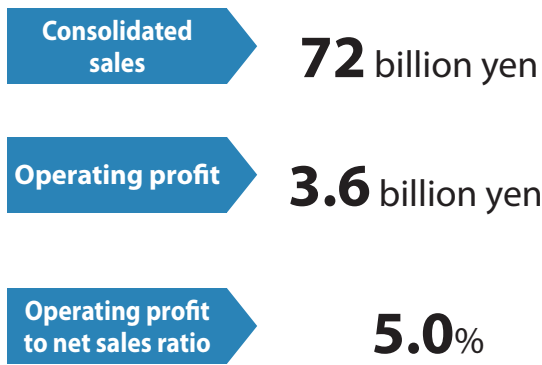 Consolidated
sales
72 billion yen
Operating profit
3.6 billion yen
Operating profit
to net sales ratio
5.0%